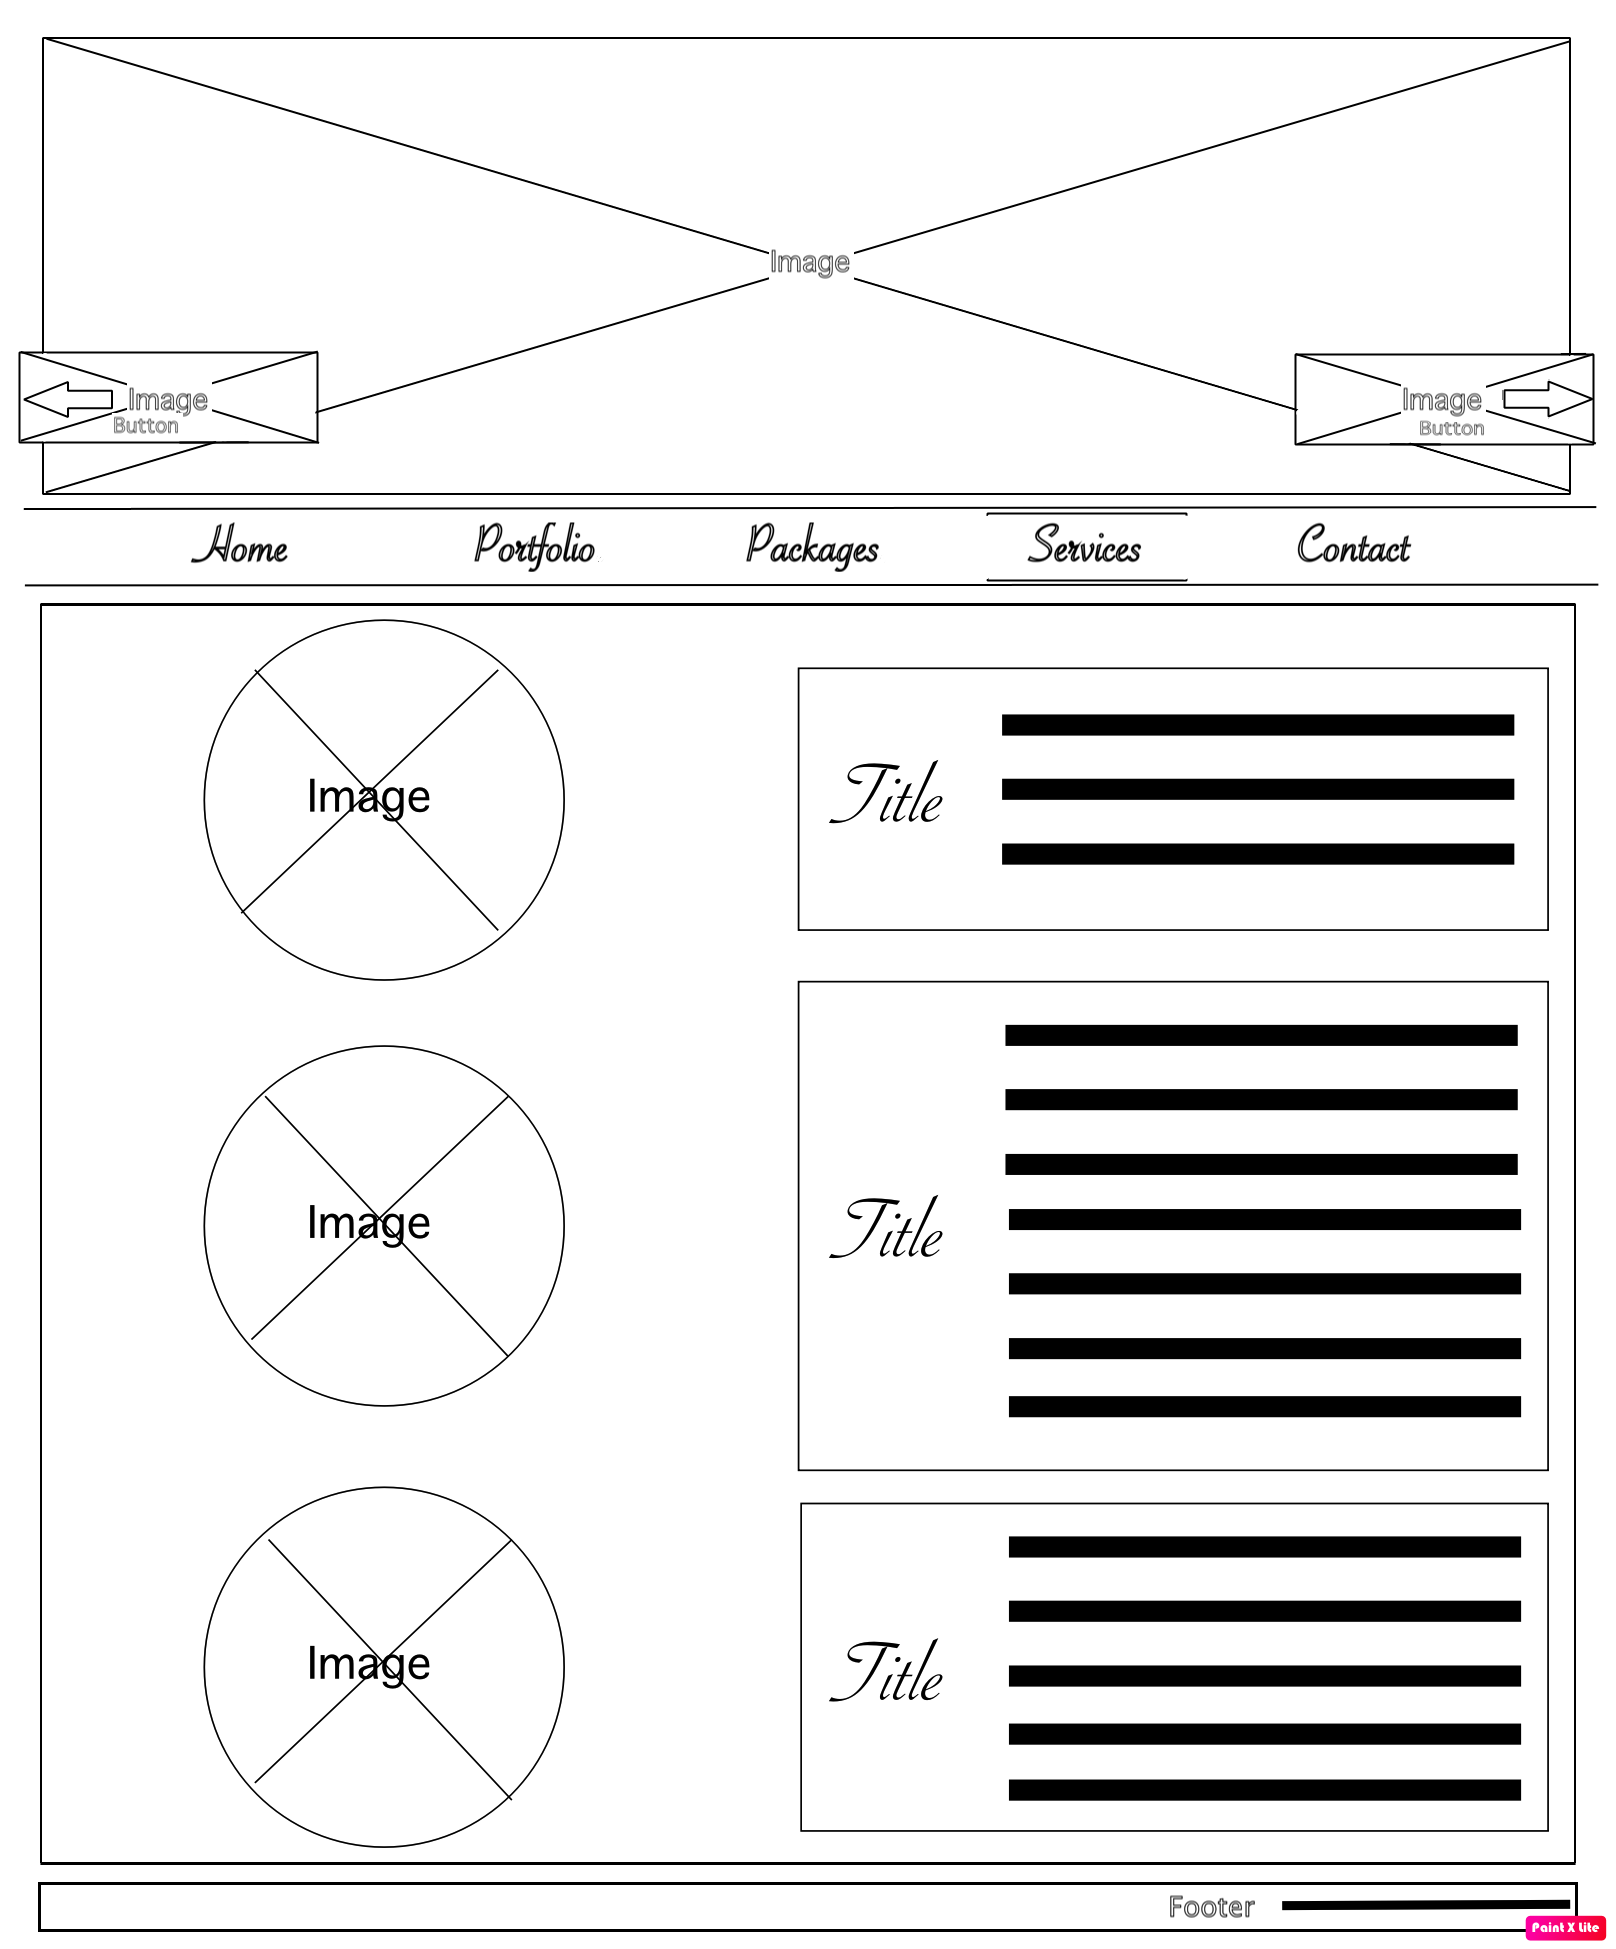 Image
Image
Button
Image
Button
Home Portfolio Packages Services Contact
Image
Title
Image
Title
Image
Title
Footer
Paint X Lite